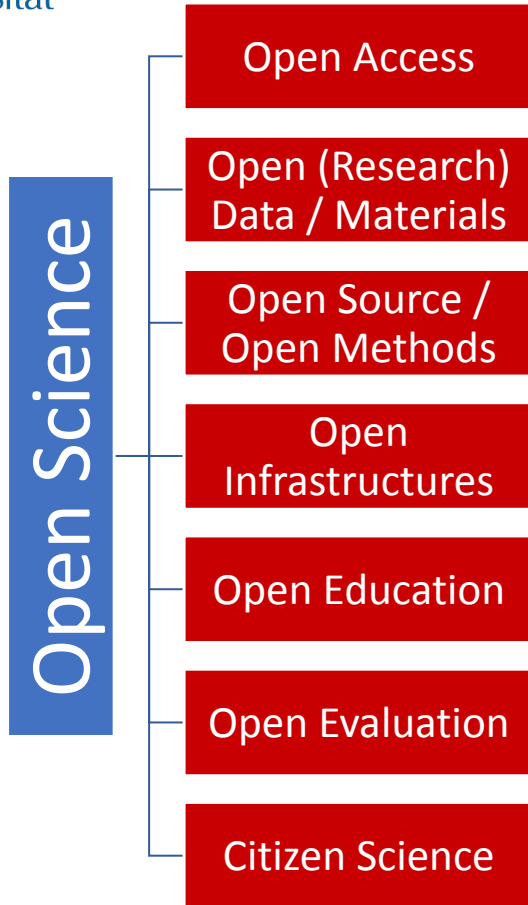 Open Science
Open Access
Open (Research)
Data / Materials
Open Source /
Open Methods
Open
Infrastructures
Open Education
Open Evaluation
Citizen Science